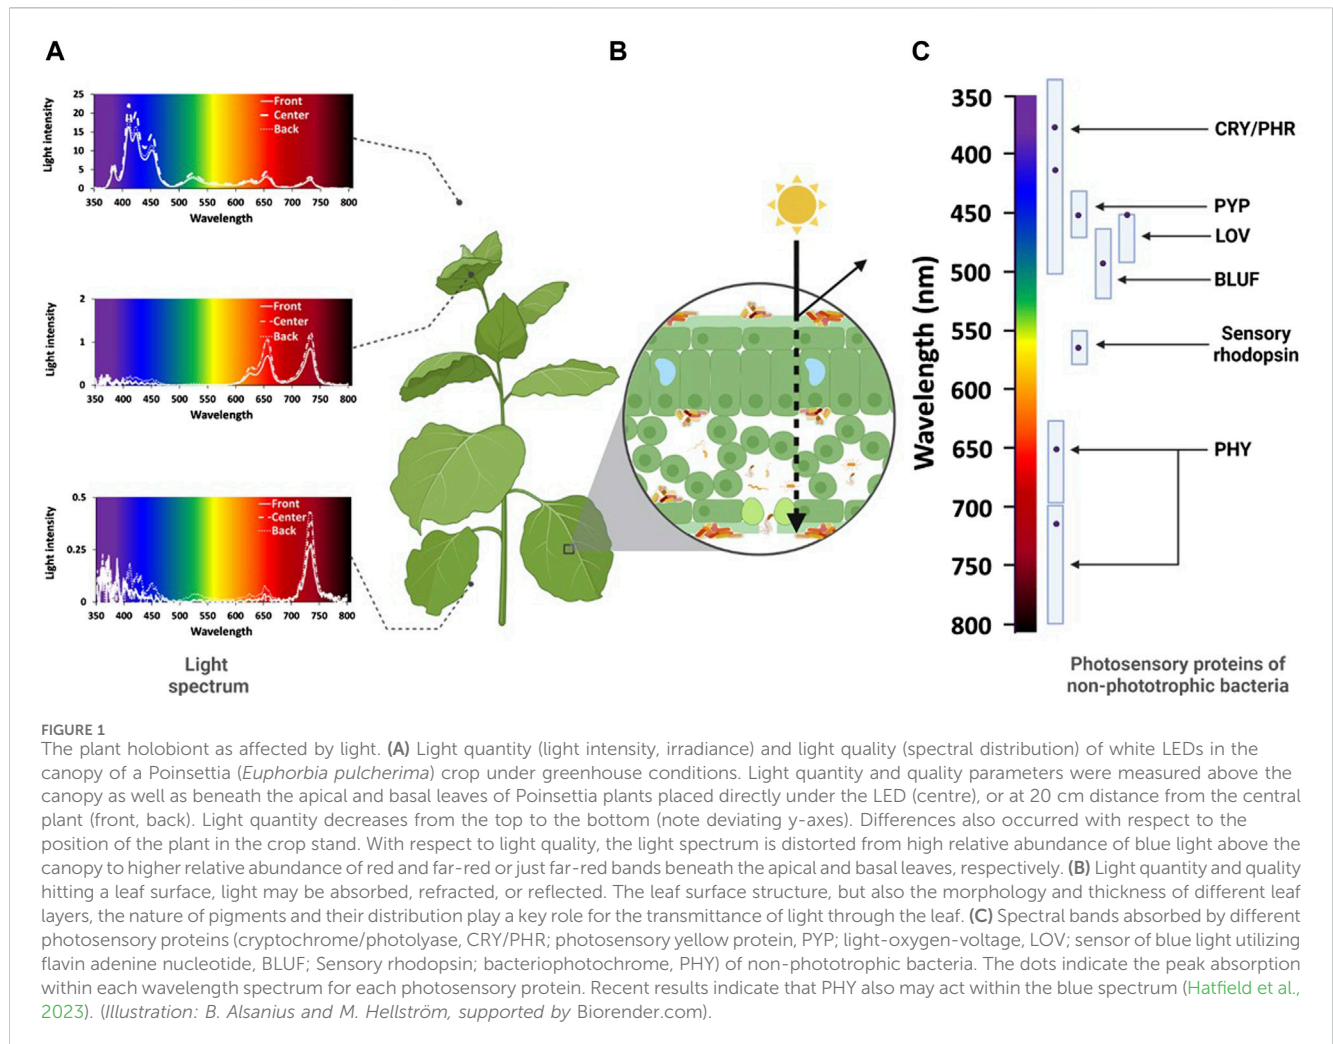 A
B
C
Light intensity
25
20
15
10
5
0
Front
Center
Back
350 400 450 500 550 600 650 700 750 800
Wavelength
Light intensity
2
1
0
Front
Center
Back
350 400 450 500 550 600 650 700 750 800
Wavelength
Light intensity
0.5
0.25
0
Front
Center
Back
350 400 450 500 550 600 650 700 750 800
Wavelength
Light
spectrum
Wavelength (nm)
350
400
450
500
550
600
650
700
750
800
CRY/PHR
PYP
LOV
BLUF
Sensory
rhodopsin
PHY
Photosensory proteins of
non-phototrophic bacteria
FIGURE 1
The plant holobiont as affected by light. (A) Light quantity (light intensity, irradiance) and light quality (spectral distribution) of white LEDs in the
canopy of a Poinsettia (Euphorbia pulcherima) crop under greenhouse conditions. Light quantity and quality parameters were measured above the
canopy as well as beneath the apical and basal leaves of Poinsettia plants placed directly under the LED (centre), or at 20 cm distance from the central
plant (front, back). Light quantity decreases from the top to the bottom (note deviating y-axes). Differences also occurred with respect to the
position of the plant in the crop stand. With respect to light quality, the light spectrum is distorted from high relative abundance of blue light above the
canopy to higher relative abundance of red and far-red or just far-red bands beneath the apical and basal leaves, respectively. (B) Light quantity and quality
hitting a leaf surface, light may be absorbed, refracted, or reflected. The leaf surface structure, but also the morphology and thickness of different leaf
layers, the nature of pigments and their distribution play a key role for the transmittance of light through the leaf. (C) Spectral bands absorbed by different
photosensory proteins (cryptochrome/photolyase, CRY/PHR; photosensory yellow protein, PYP; light-oxygen-voltage, LOV; sensor of blue light utilizing
flavin adenine nucleotide, BLUF; Sensory rhodopsin; bacteriophotochrome, PHY) of non-phototrophic bacteria. The dots indicate the peak absorption
within each wavelength spectrum for each photosensory protein. Recent results indicate that PHY also may act within the blue spectrum (Hatfield et al.,
2023). (Illustration: B. Alsanius and M. Hellström, supported by Biorender.com).